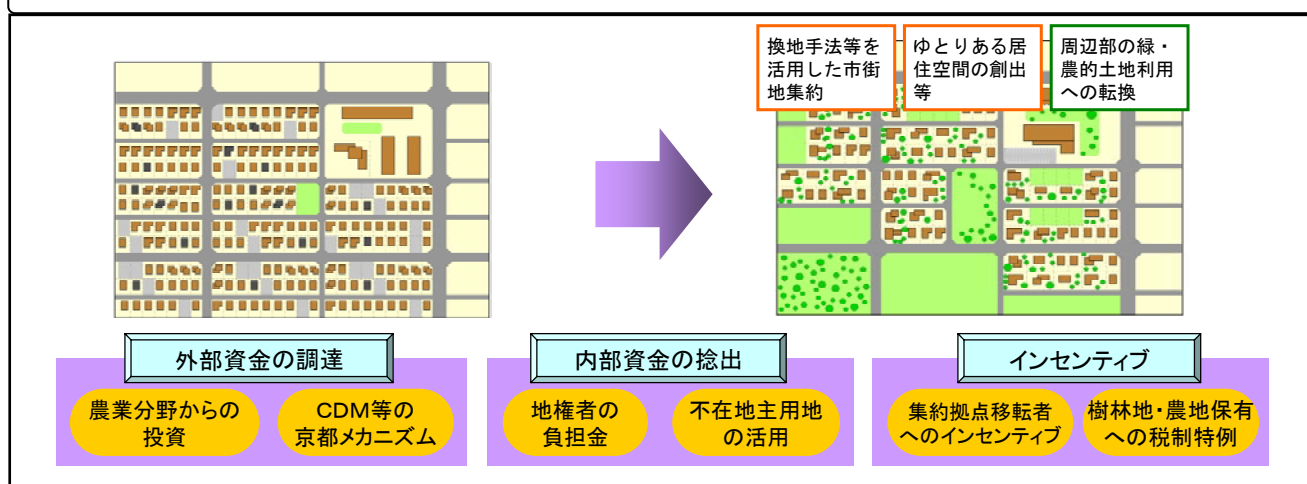 換地手法等を
活用した市街
地集約
ゆとりある居
住空間の創出
等
周辺部の緑・
農的土地利用
への転換
外部資金の調達
農業分野からの
投資
CDM等の
京都メカニズム
内部資金の捻出
地権者の
負担金
不在地主用地
の活用
インセンティブ
集約拠点移転者
へのインセンティブ
樹林地・農地保有
への税制特例